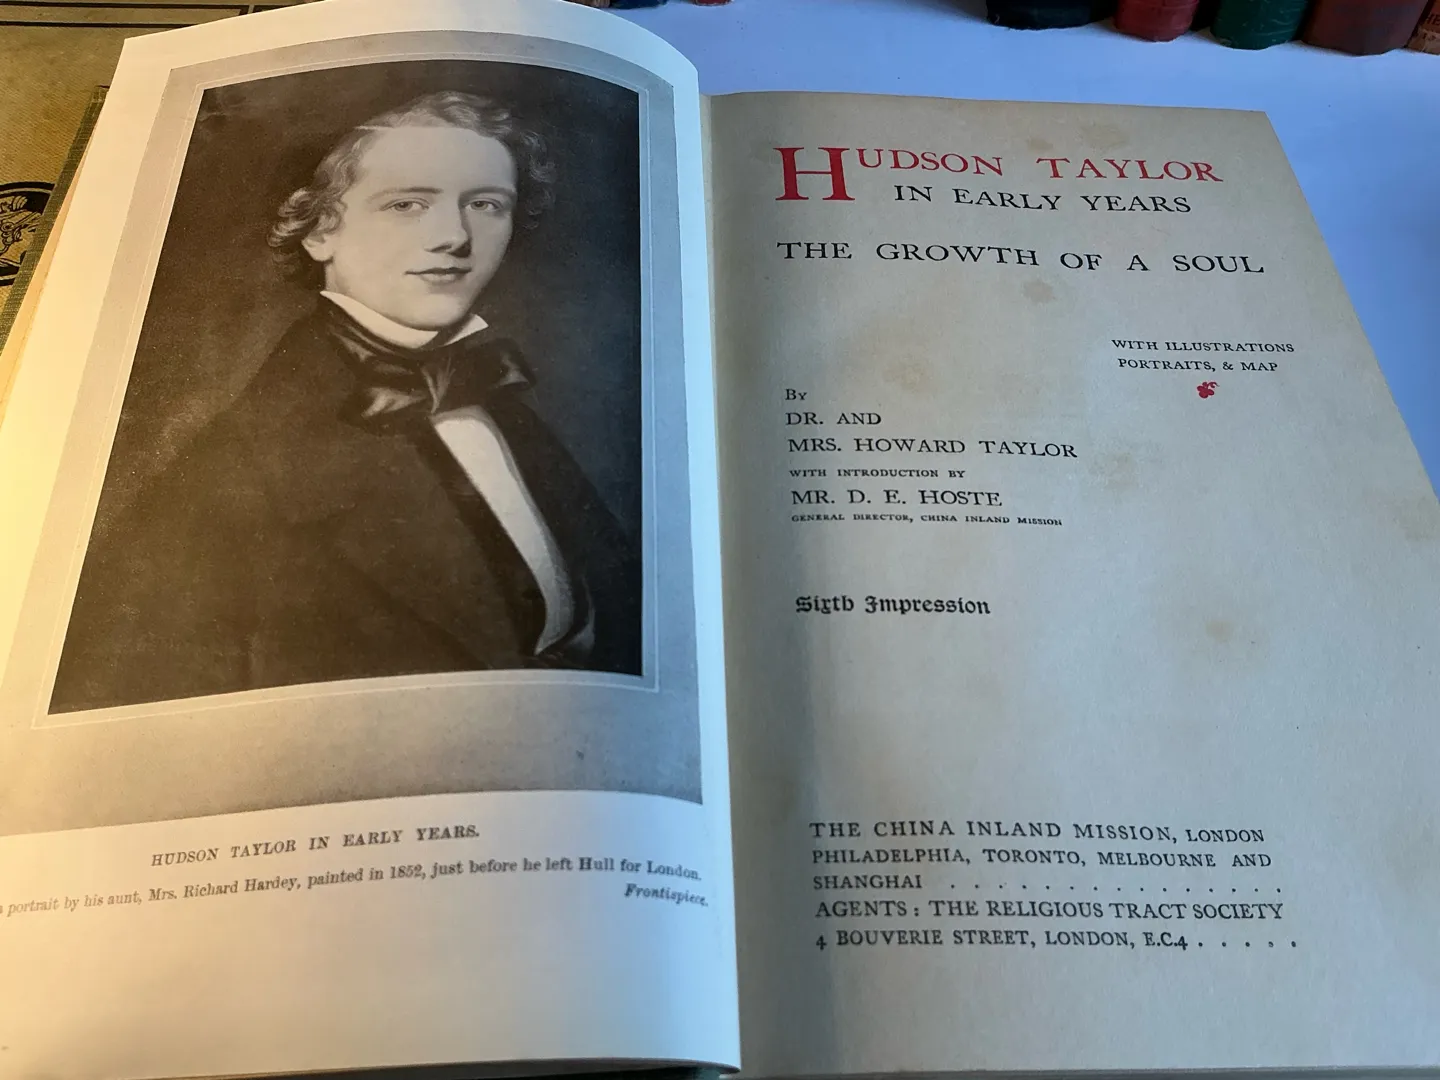 HUDSON TAYLOR IN EARLY YEARS.
portrait by his aunt, Mrs. Richard Hardey, painted in 1852, just before he left Hull for London.
Frontispiece.
HUDSON TAYLOR
IN EARLY YEARS
THE GROWTH OF A SOUL
WITH ILLUSTRATIONS
PORTRAITS, & MAP
By
DR. AND
MRS. HOWARD TAYLOR
WITH INTRODUCTION BY
MR. D. E. HOSTE
GENERAL DIRECTOR, CHINA INLAND MISSION
Sixth Impression
THE CHINA INLAND MISSION, LONDON
PHILADELPHIA, TORONTO, MELBOURNE AND
SHANGHAI . . . . . . . . . . . . . . .
AGENTS : THE RELIGIOUS TRACT SOCIETY
4 BOUVERIE STREET, LONDON, E.C.4 . . . . .